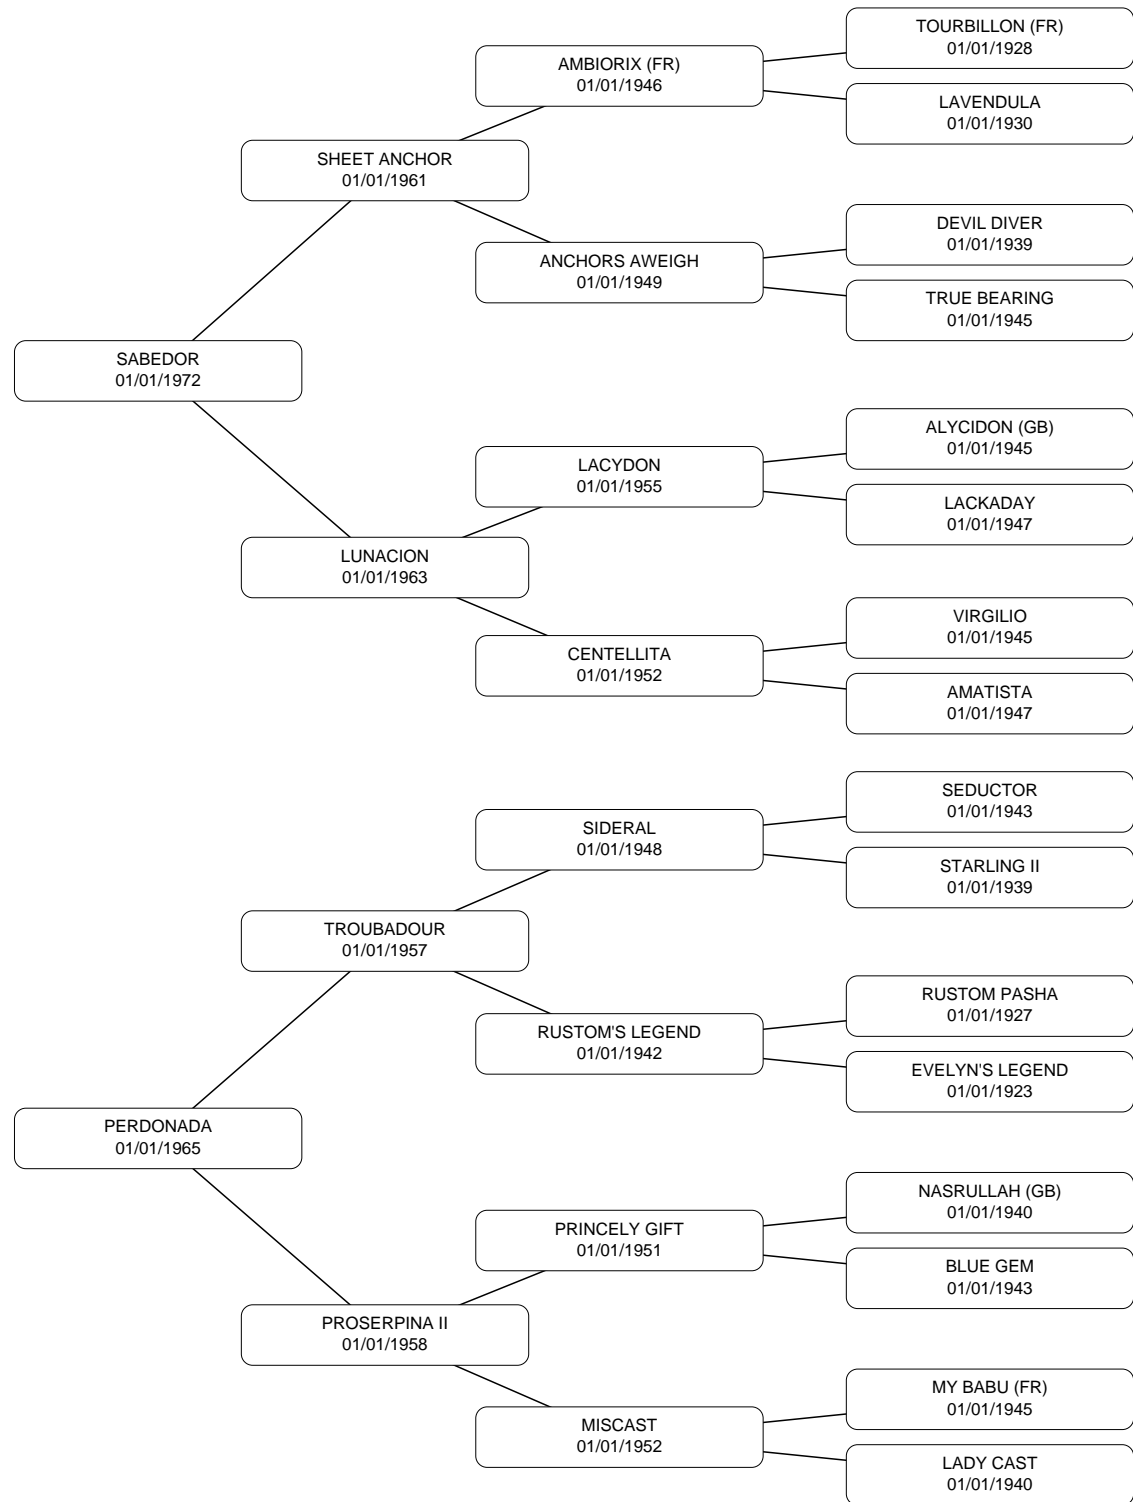 TOURBILLON (FR)
01/01/1928
AMBIORIX (FR)
01/01/1946
LAVENDULA
01/01/1930
SHEET ANCHOR
01/01/1961
DEVIL DIVER
01/01/1939
ANCHORS AWEIGH
01/01/1949
TRUE BEARING
01/01/1945
SABEDOR
01/01/1972
ALYCIDON (GB)
01/01/1945
LACYDON
01/01/1955
LACKADAY
01/01/1947
LUNACION
01/01/1963
VIRGILIO
01/01/1945
CENTELLITA
01/01/1952
AMATISTA
01/01/1947
SEDUCTOR
01/01/1943
SIDERAL
01/01/1948
STARLING II
01/01/1939
TROUBADOUR
01/01/1957
RUSTOM PASHA
01/01/1927
RUSTOM'S LEGEND
01/01/1942
EVELYN'S LEGEND
01/01/1923
PERDONADA
01/01/1965
NASRULLAH (GB)
01/01/1940
PRINCELY GIFT
01/01/1951
BLUE GEM
01/01/1943
PROSERPINA II
01/01/1958
MY BABU (FR)
01/01/1945
MISCAST
01/01/1952
LADY CAST
01/01/1940